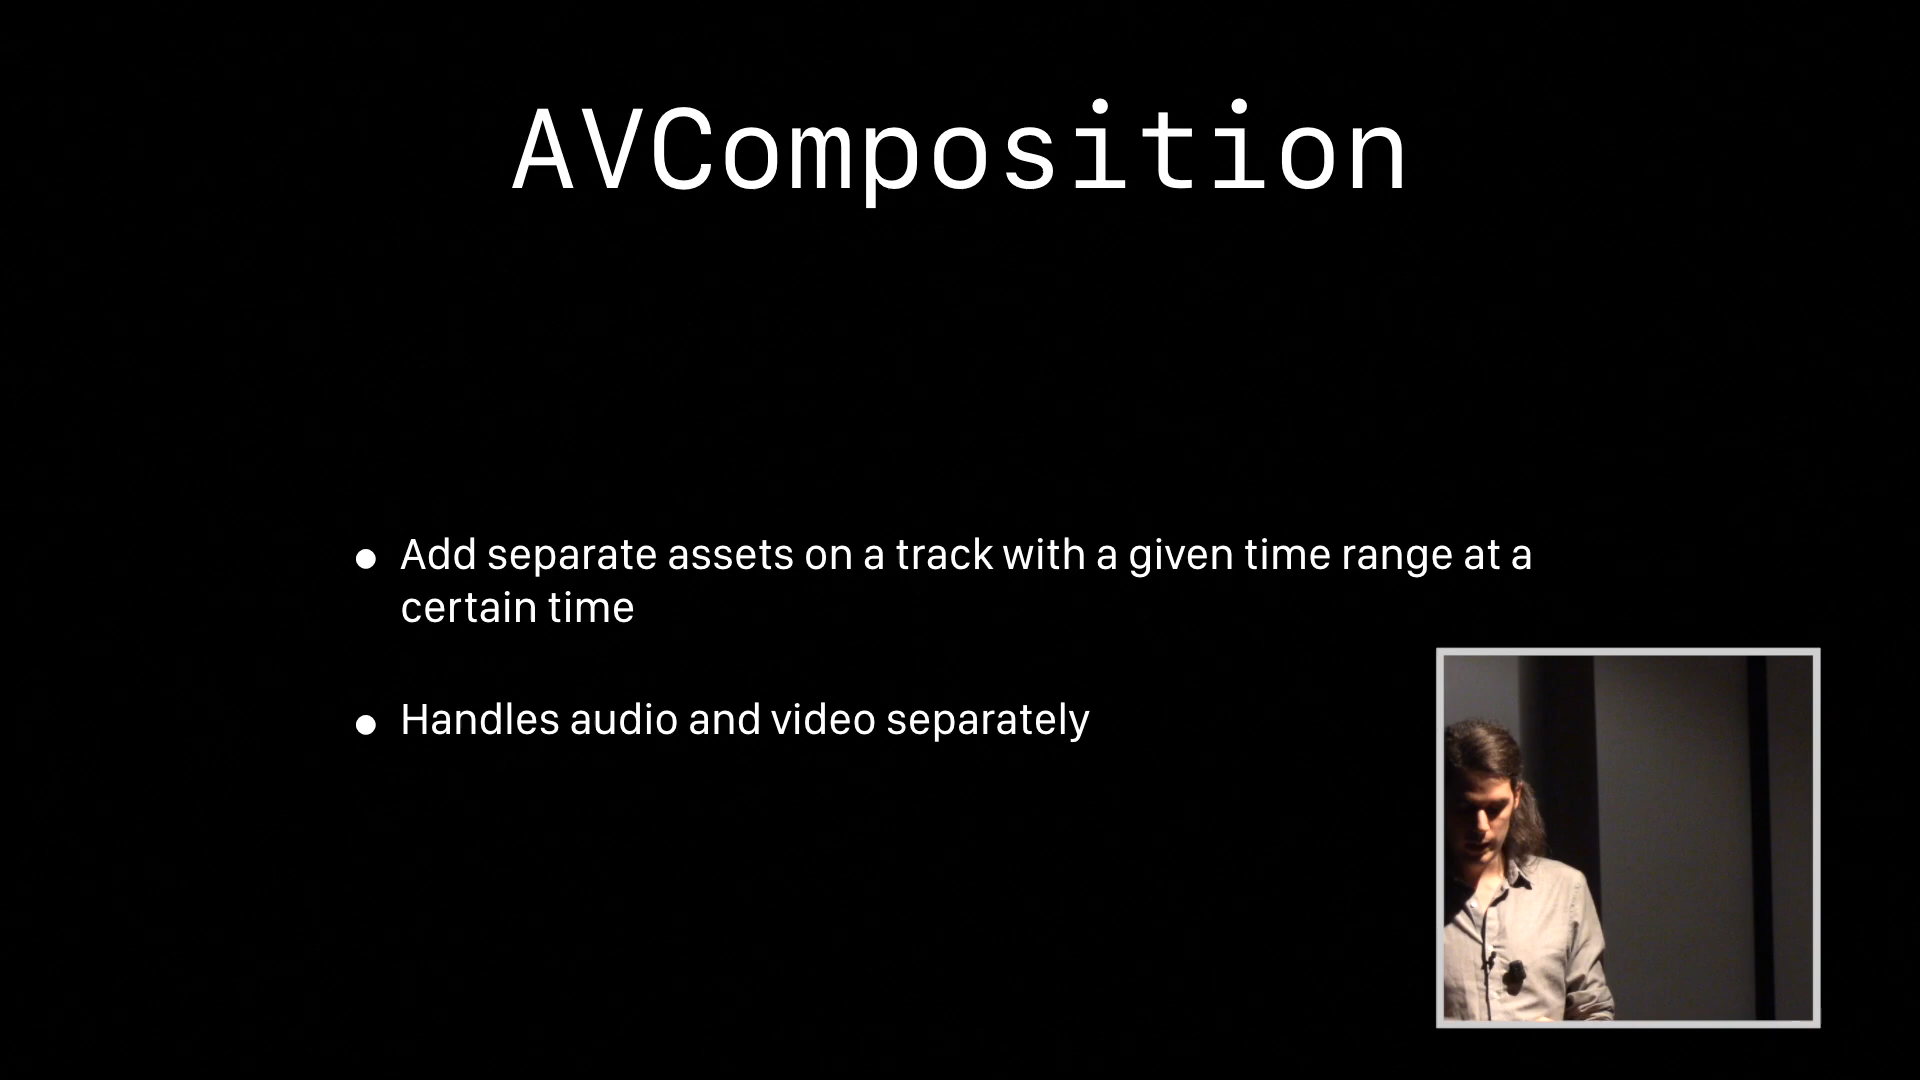 AVComposition
• Add separate assets on a track with a given time range at a
certain time
• Handles audio and video separately